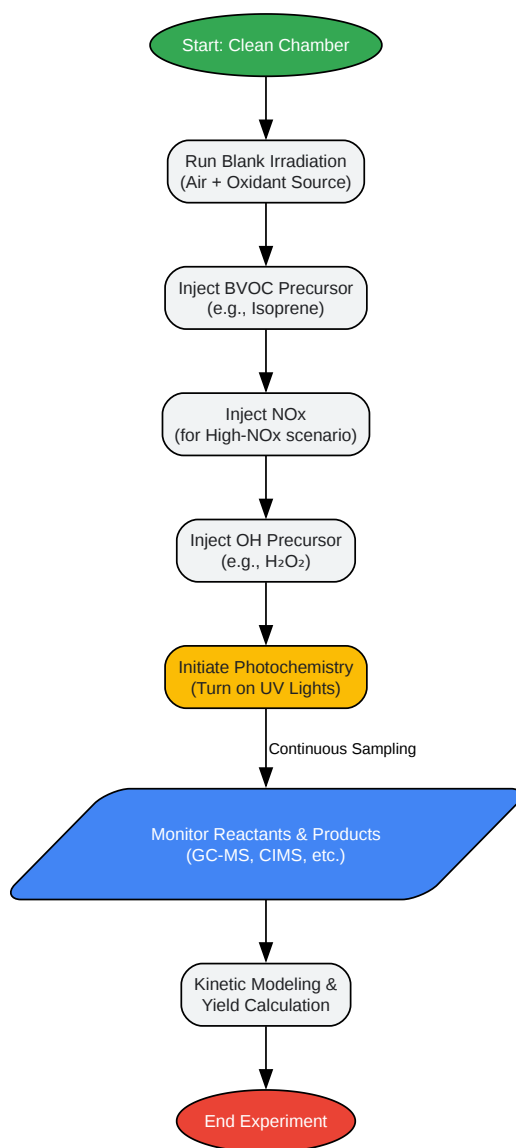 Start: Clean Chamber
Run Blank Irradiation
(Air + Oxidant Source)
Inject BVOC Precursor
(e.g., Isoprene)
Inject NOx
(for High-NOx scenario)
Inject OH Precursor
(e.g., H₂O₂)
Initiate Photochemistry
(Turn on UV Lights)
Continuous Sampling
Monitor Reactants & Products
(GC-MS, CIMS, etc.)
Kinetic Modeling &
Yield Calculation
End Experiment